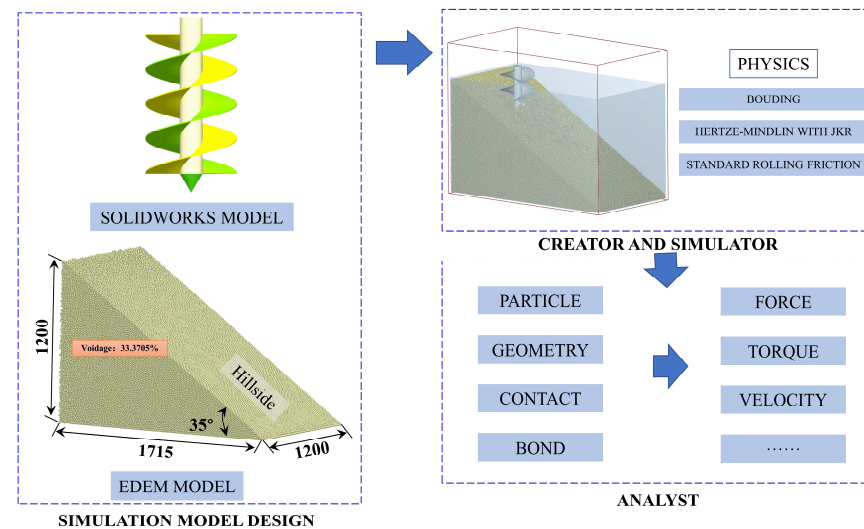 SOLIDWORKS MODEL
1200
Voidage：33.3705%
Hillside
35°
1715
1200
EDEM MODEL
SIMULATION MODEL DESIGN
PHYSICS
BOUDING
HERTZE-MINDLIN WITH JKR
STANDARD ROLLING FRICTION
CREATOR AND SIMULATOR
PARTICLE
FORCE
GEOMETRY
TORQUE
CONTACT
VELOCITY
BOND
……
ANALYST